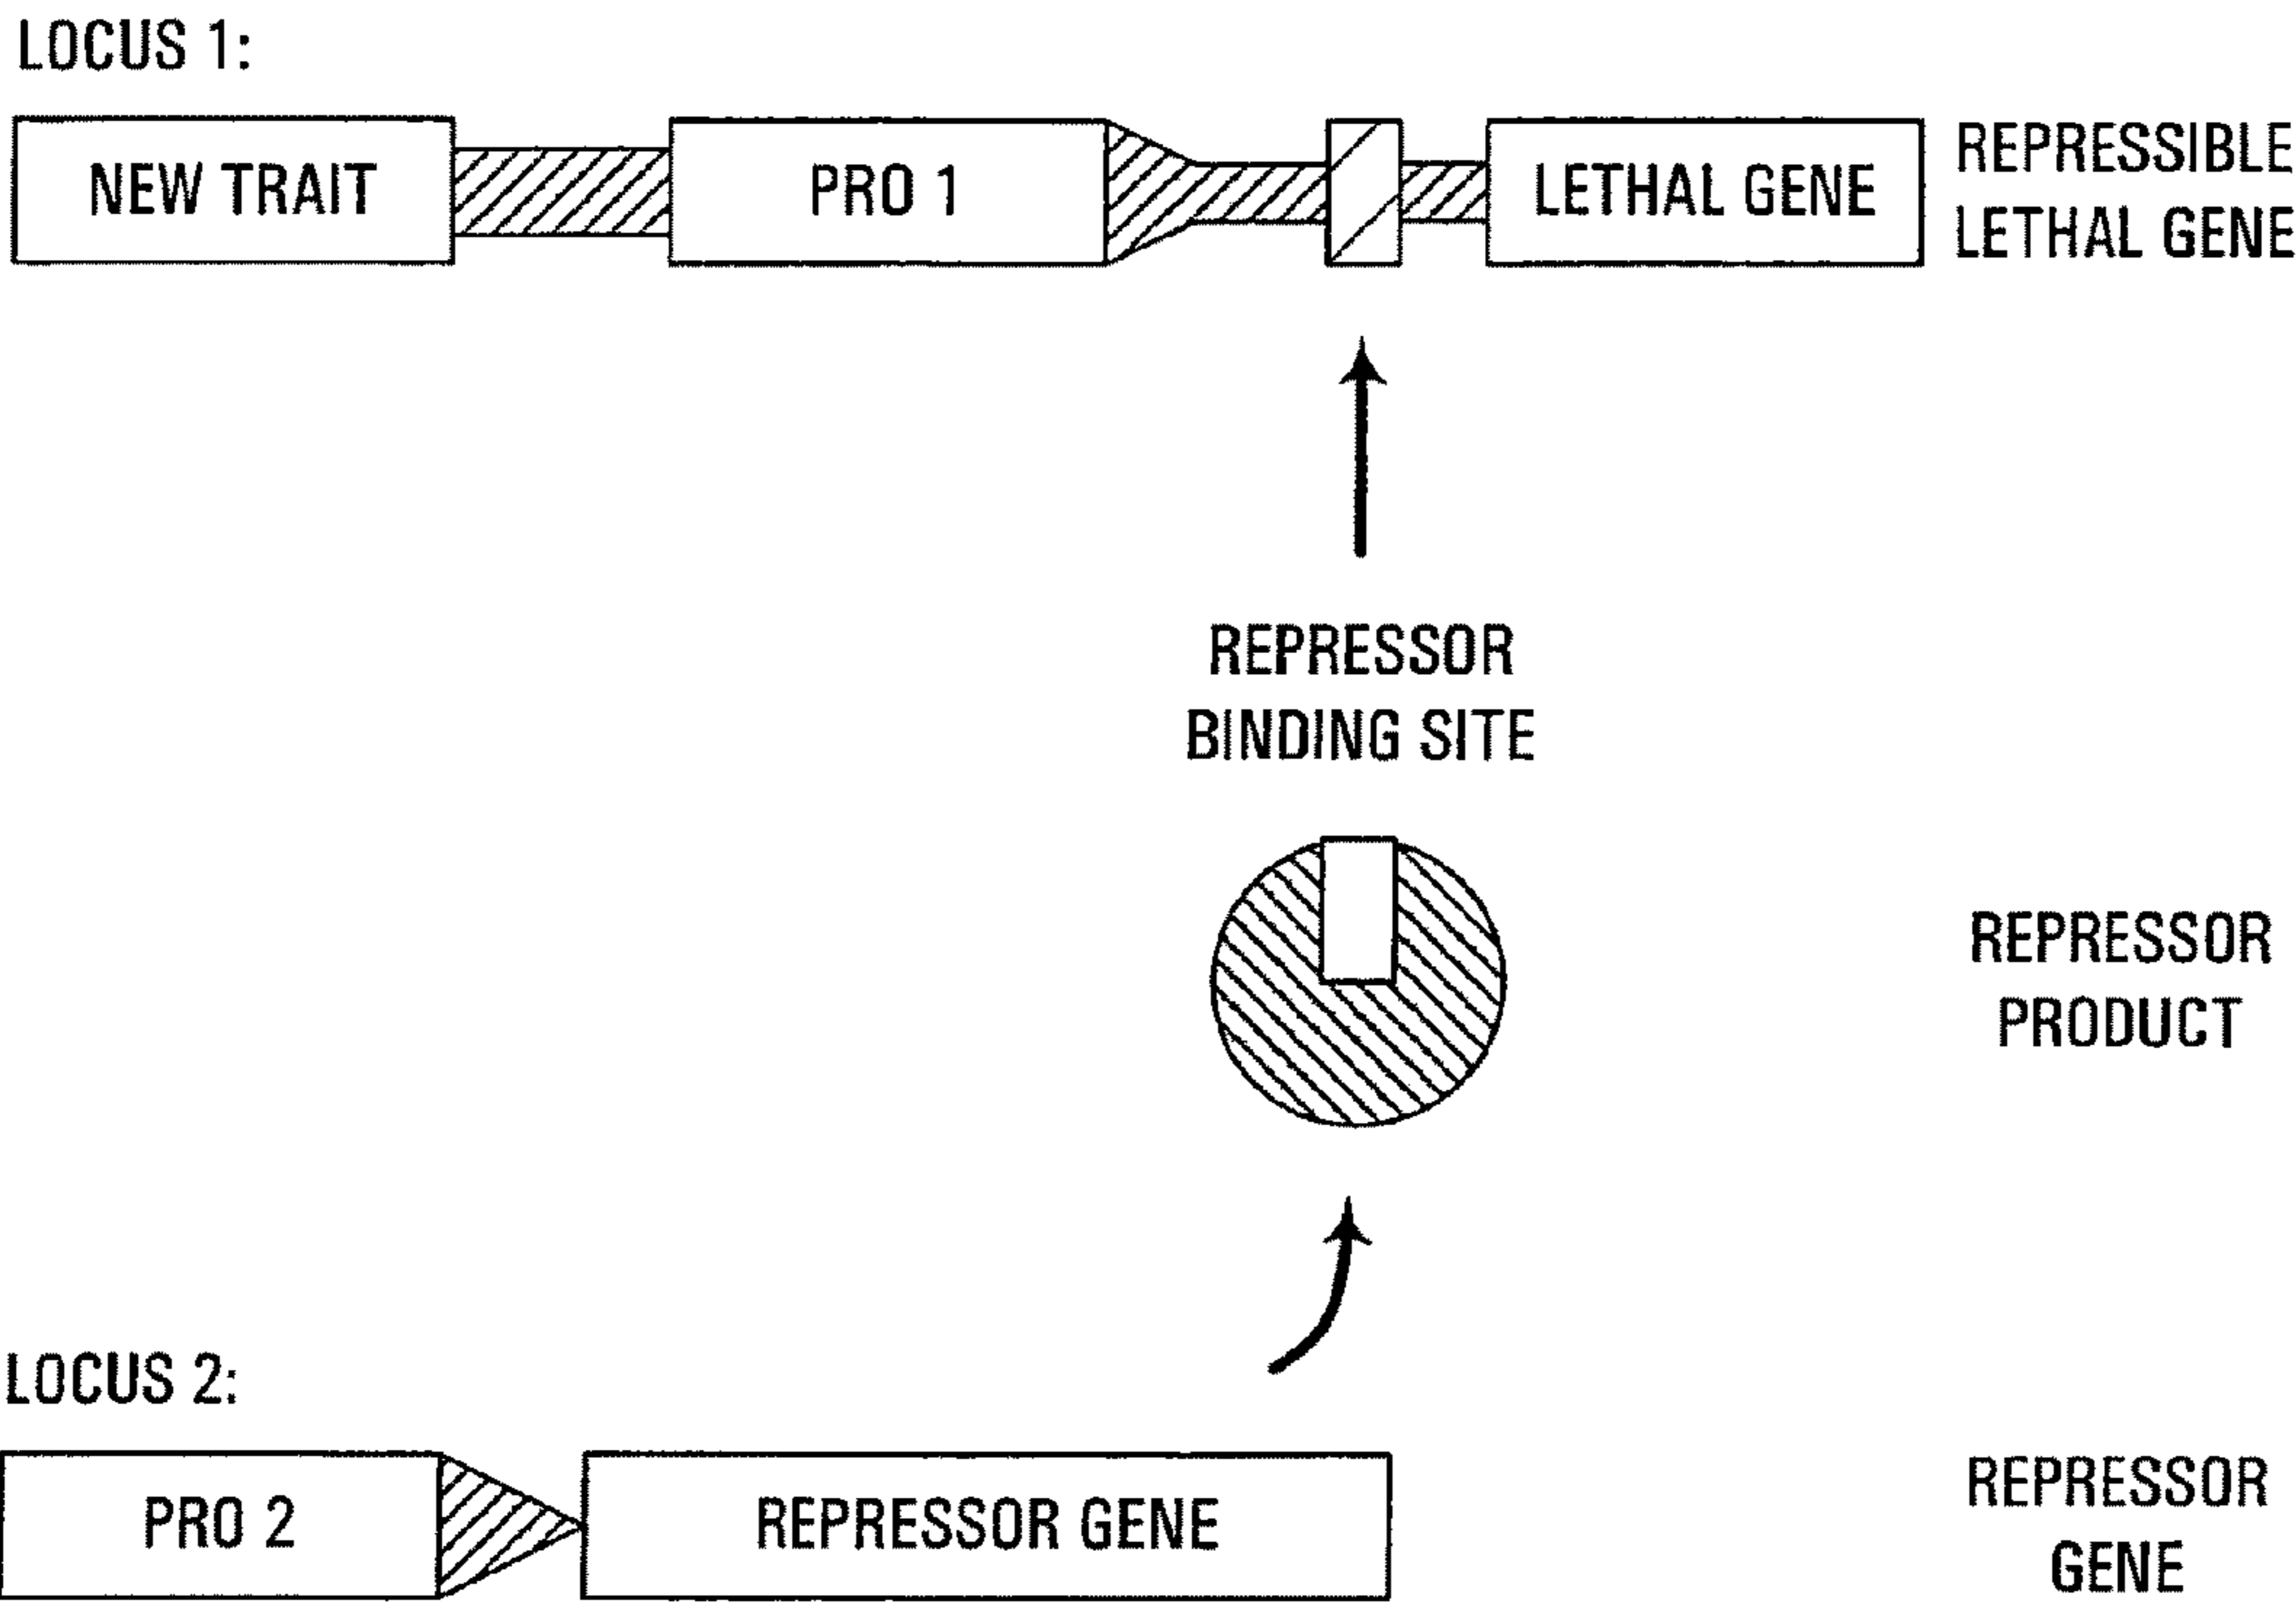 LOCUS 1:
NEW TRAIT
PRO 1
LETHAL GENE
REPRESSIBLE
LETHAL GENE
REPRESSOR
BINDING SITE
REPRESSOR
PRODUCT
LOCUS 2:
PRO 2
REPRESSOR GENE
REPRESSOR
GENE